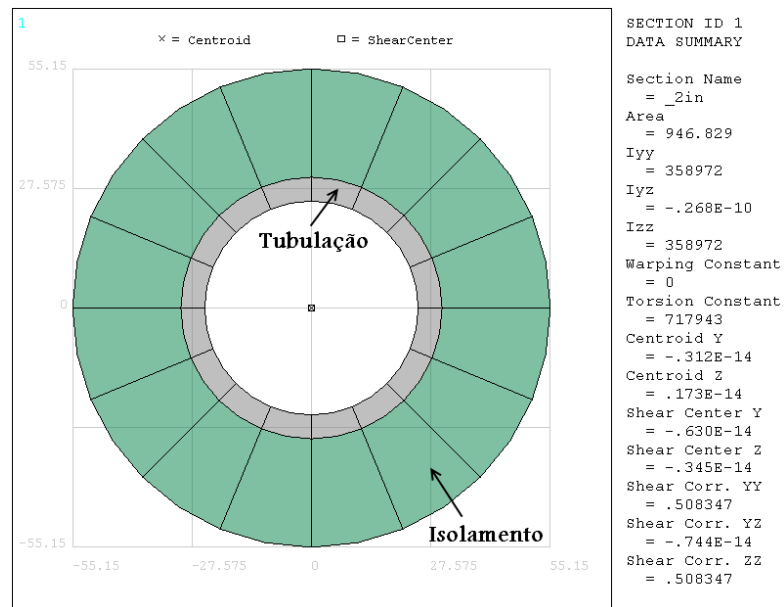 1
× = Centroid
□ = ShearCenter
55.15
27.575
0
-55.15
-55.15
-27.575
0
27.575
55.15
Tubulação
Isolamento
SECTION ID 1
DATA SUMMARY
Section Name
= _2in
Area
= 946.829
Iyy
= 358972
Iyz
= -.268E-10
Izz
= 358972
Warping Constant
= 0
Torsion Constant
= 717943
Centroid Y
= -.312E-14
Centroid Z
= .173E-14
Shear Center Y
= -.630E-14
Shear Center Z
= -.345E-14
Shear Corr. YY
= .508347
Shear Corr. YZ
= -.744E-14
Shear Corr. ZZ
= .508347